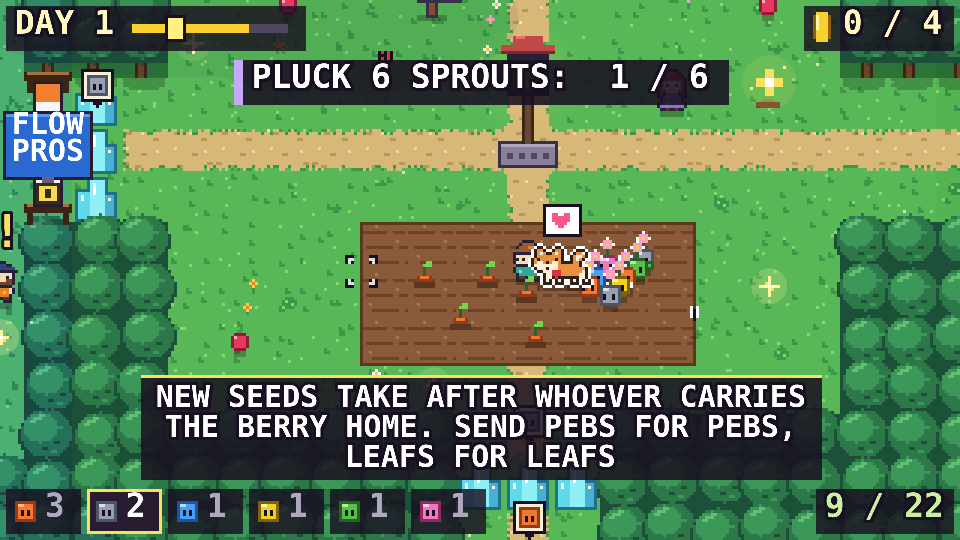 DAY 1
0 / 4
PLUCK 6 SPROUTS: 1 / 6
FLOW
PROS
!
NEW SEEDS TAKE AFTER WHOEVER CARRIES
THE BERRY HOME. SEND PEBS FOR PEBS,
LEAFS FOR LEAFS
3 2 1 1 1 1
9 / 22